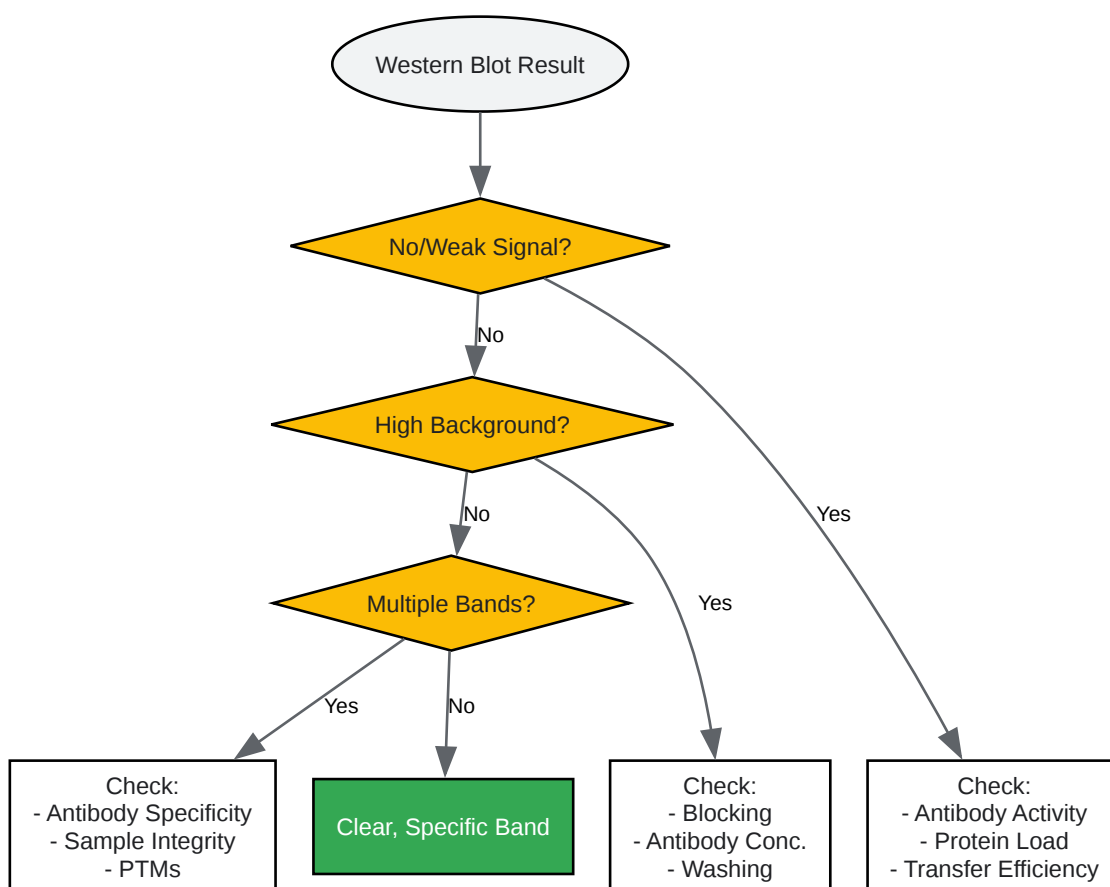 Western Blot Result
No/Weak Signal?
No
High Background?
Yes
No
Multiple Bands?
Yes
Yes
No
Check:
- Antibody Specificity
- Sample Integrity
- PTMs
Clear, Specific Band
Check:
- Blocking
- Antibody Conc.
- Washing
Check:
- Antibody Activity
- Protein Load
- Transfer Efficiency